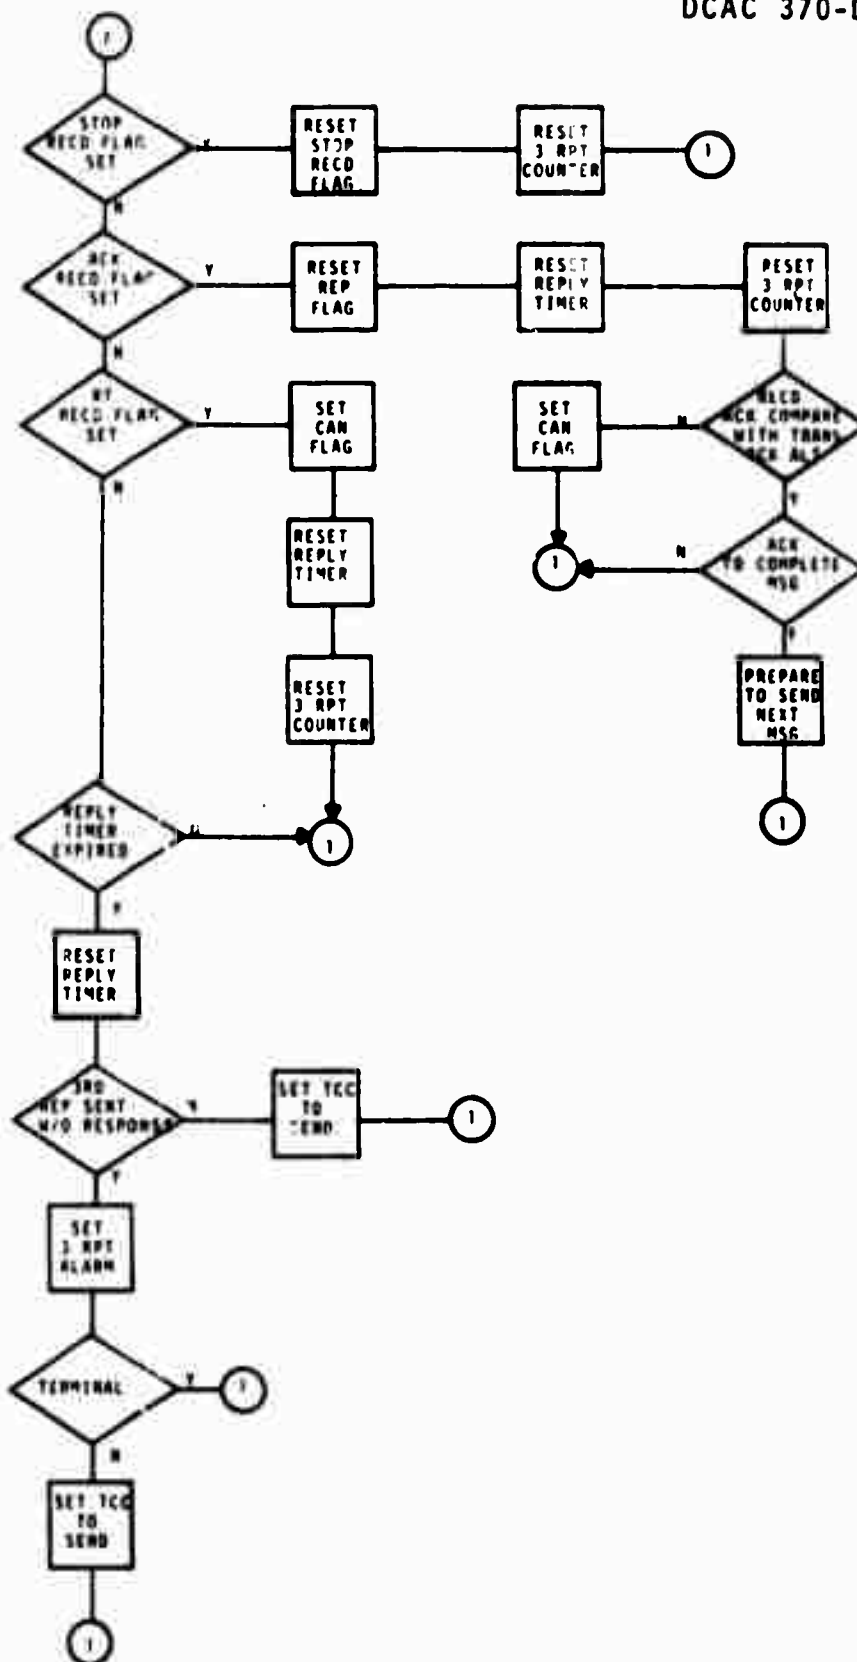 DCAC 370-D
STOP
RECD FLAG
SET
Y
RESET
STOP
RECD
FLAG
RESET
3 RPT
COUNTER
1
N
ACK
RECD FLAG
SET
Y
RESET
REP
FLAG
RESET
REPLY
TIMER
RESET
3 RPT
COUNTER
N
RECD FLAG
SET
Y
SET
CAN
FLAG
SET
CAN
FLAG
N
ACK COMPARE
WITH TRANS
N
Y
RESET
REPLY
TIMER
1
N
ACK
TO COMPLETE
MSG
Y
RESET
3 RPT
COUNTER
PREPARE
TO SEND
NEXT
MSG
1
REPLY
TIMER
EXPIRED
N
1
Y
RESET
REPLY
TIMER
3RD
REP SENT
W/O RESPONSE
N
SET TCC
TO
SEND
1
Y
SET
3 RPT
ALARM
TERMINAL
Y
N
SET TCC
TO
SEND
1